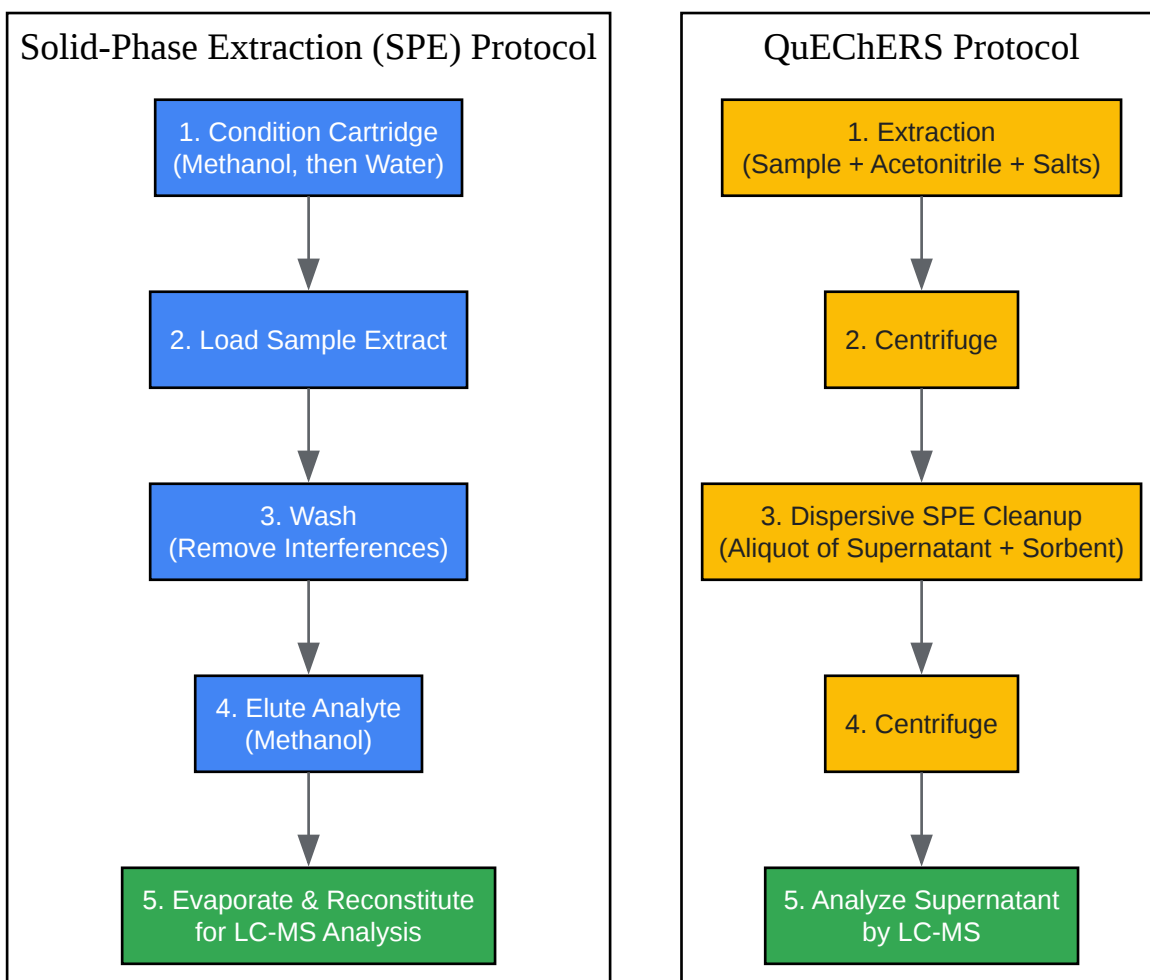 Solid-Phase Extraction (SPE) Protocol
1. Condition Cartridge
(Methanol, then Water)
2. Load Sample Extract
3. Wash
(Remove Interferences)
4. Elute Analyte
(Methanol)
5. Evaporate & Reconstitute
for LC-MS Analysis
QuEChERS Protocol
1. Extraction
(Sample + Acetonitrile + Salts)
2. Centrifuge
3. Dispersive SPE Cleanup
(Aliquot of Supernatant + Sorbent)
4. Centrifuge
5. Analyze Supernatant
by LC-MS